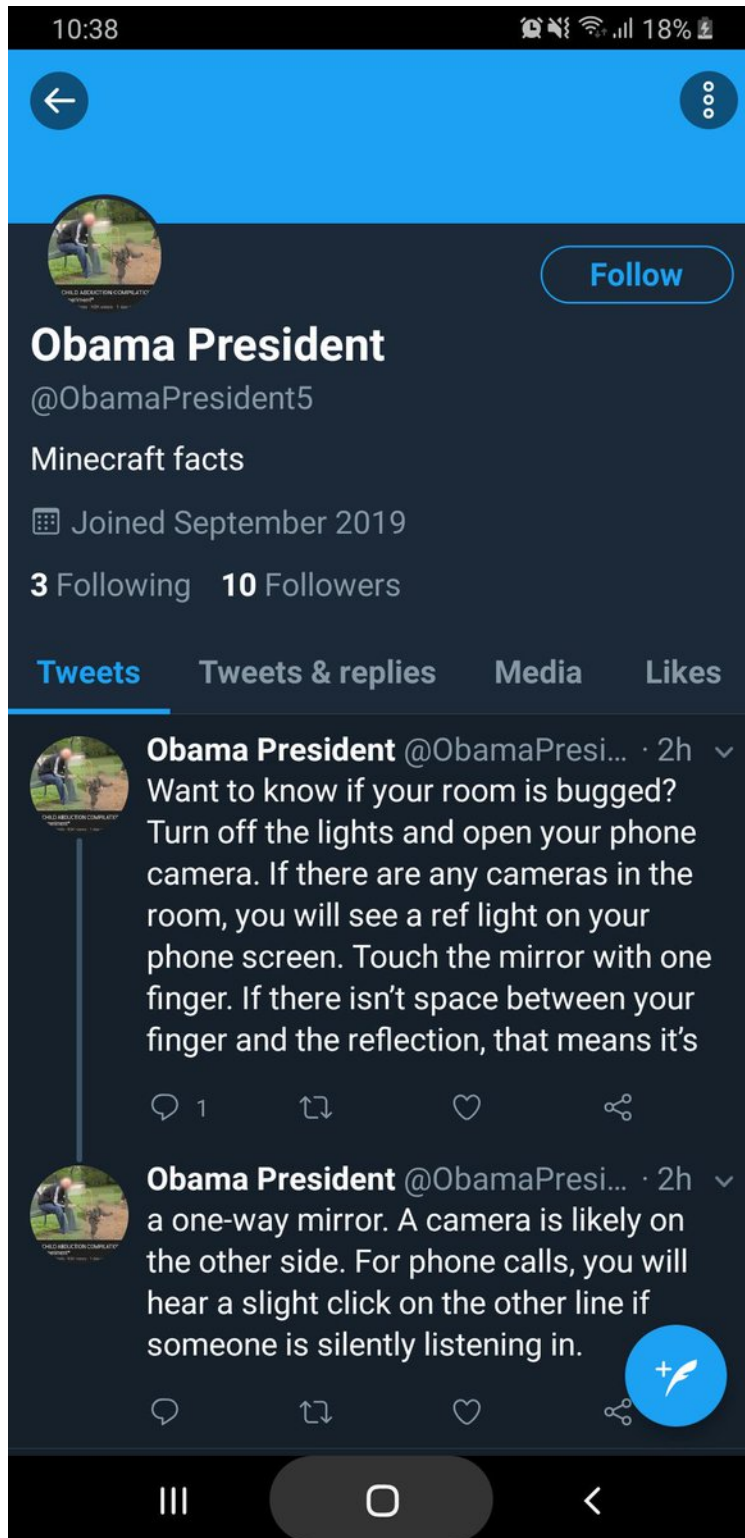 10:38
18%
CHILD ABDUCTION COMPILATIO
Follow
Obama President
@ObamaPresident5
Minecraft facts
Joined September 2019
3 Following 10 Followers
Tweets Tweets & replies Media Likes
Obama President @ObamaPresi... · 2h
Want to know if your room is bugged?
Turn off the lights and open your phone
camera. If there are any cameras in the
room, you will see a ref light on your
phone screen. Touch the mirror with one
finger. If there isn’t space between your
finger and the reflection, that means it’s
1
Obama President @ObamaPresi... · 2h
a one-way mirror. A camera is likely on
the other side. For phone calls, you will
hear a slight click on the other line if
someone is silently listening in.